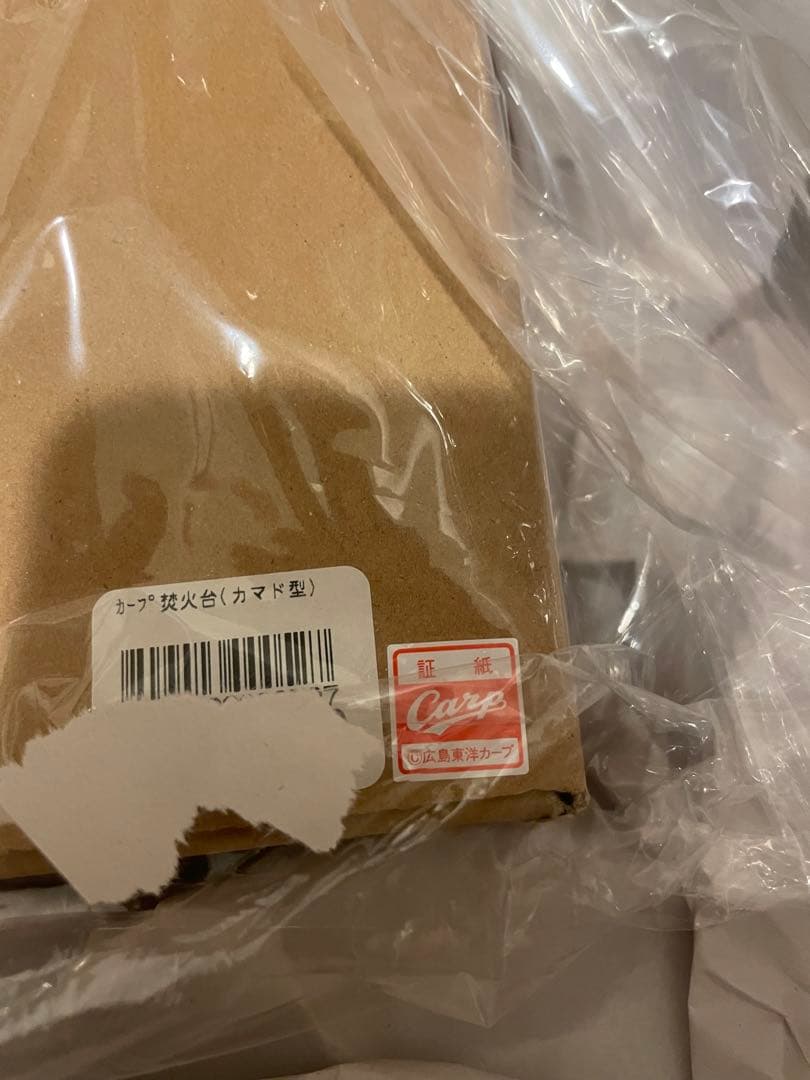 ｶｰﾌﾟ焚火台(カマド型)
証 紙
Carp
©広島東洋カープ